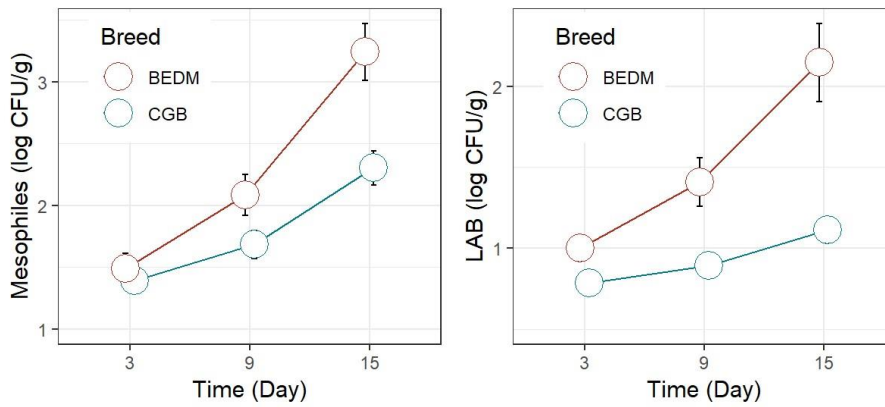 Breed
BEDM
CGB
3
2
1
Mesophiles (log CFU/g)
3
9
15
Time (Day)
Breed
BEDM
CGB
2
1
LAB (log CFU/g)
3
9
15
Time (Day)